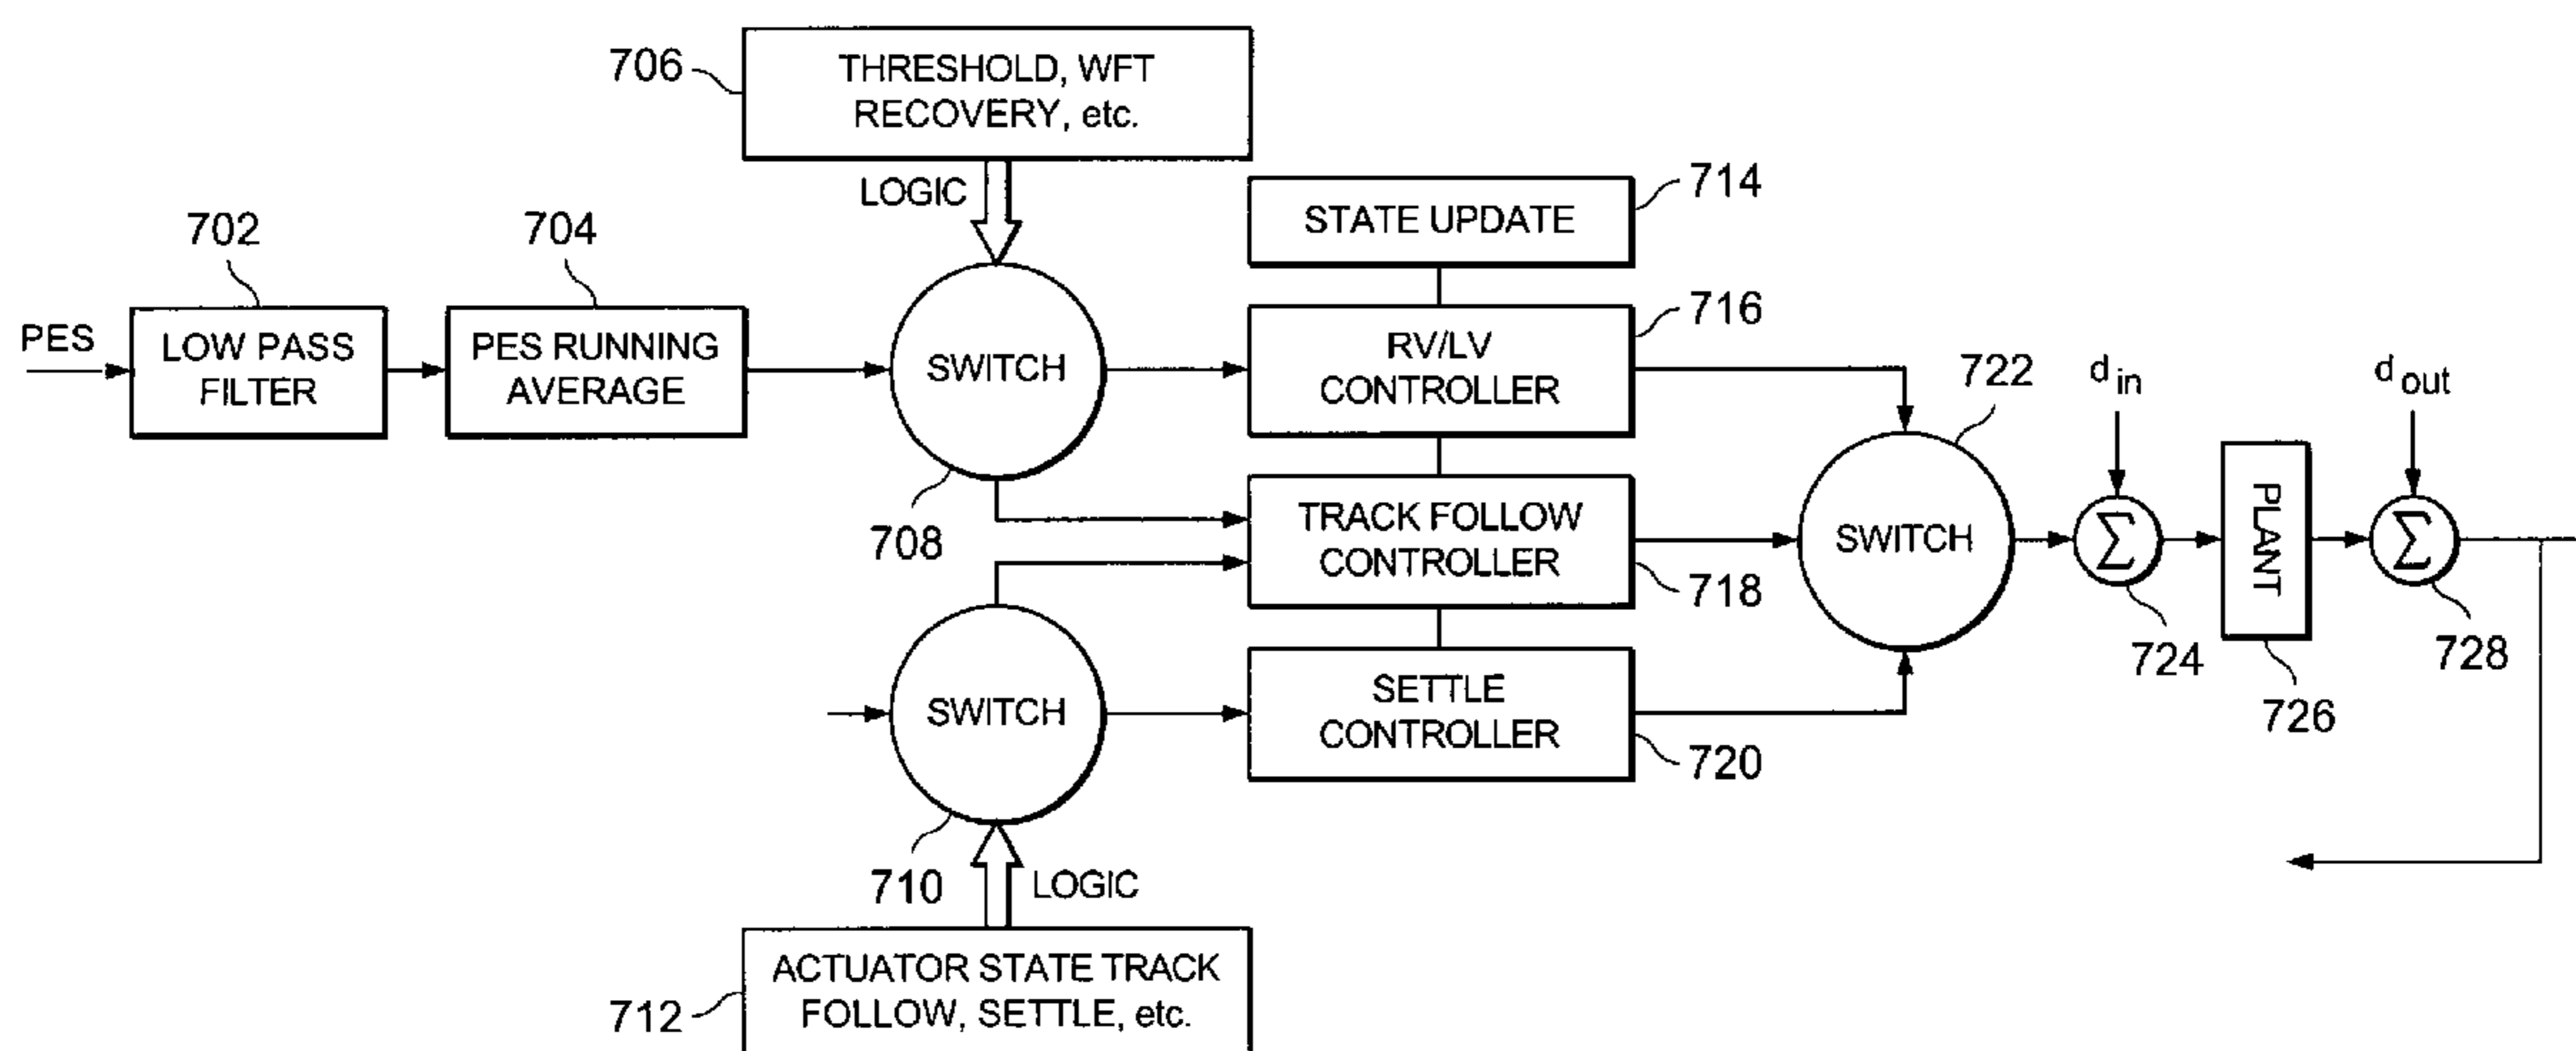 706
THRESHOLD, WFT
RECOVERY, etc.
LOGIC
714
STATE UPDATE
702
704
PES
LOW PASS
FILTER
PES RUNNING
AVERAGE
SWITCH
708
716
RV/LV
CONTROLLER
722
d in
d out
TRACK FOLLOW
CONTROLLER
718
SWITCH
Σ
724
PLANT
726
Σ
728
SWITCH
710
SETTLE
CONTROLLER
720
LOGIC
712
ACTUATOR STATE TRACK
FOLLOW, SETTLE, etc.